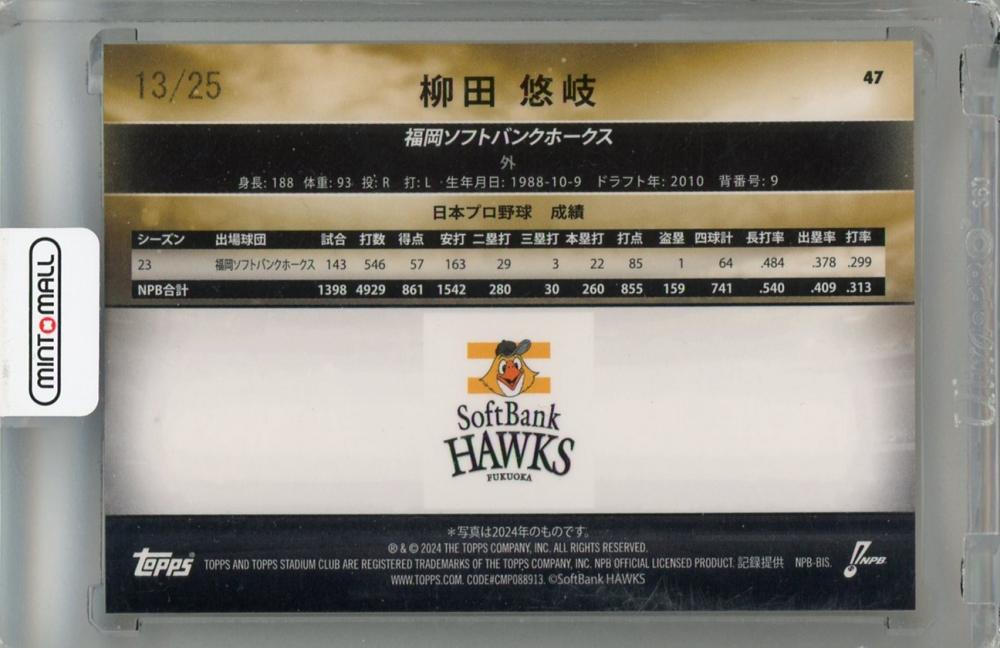 13/25
柳田 悠岐
47
福岡ソフトバンクホークス
外
身長: 188 体重: 93 投: R 打: L 生年月日: 1988-10-9 ドラフト年: 2010 背番号: 9
日本プロ野球 成績
シーズン 出場球団 試合 打数 得点 安打 二塁打 三塁打 本塁打 打点 盗塁 四球計 長打率 出塁率 打率
23 福岡ソフトバンクホークス 143 546 57 163 29 3 22 85 1 64 .484 .378 .299
NPB合計 1398 4929 861 1542 280 30 260 855 159 741 .540 .409 .313
MINTOMALL
SoftBank
HAWKS
FUKUOKA
*写真は2024年のものです。
® & © 2024 THE TOPPS COMPANY, INC. ALL RIGHTS RESERVED.
topps TOPPS AND TOPPS STADIUM CLUB ARE REGISTERED TRADEMARKS OF THE TOPPS COMPANY, INC. NPB OFFICIAL LICENSED PRODUCT. 記録提供 NPB-BIS. NPB
WWW.TOPPS.COM. CODE#CMP088913. ©SoftBank HAWKS